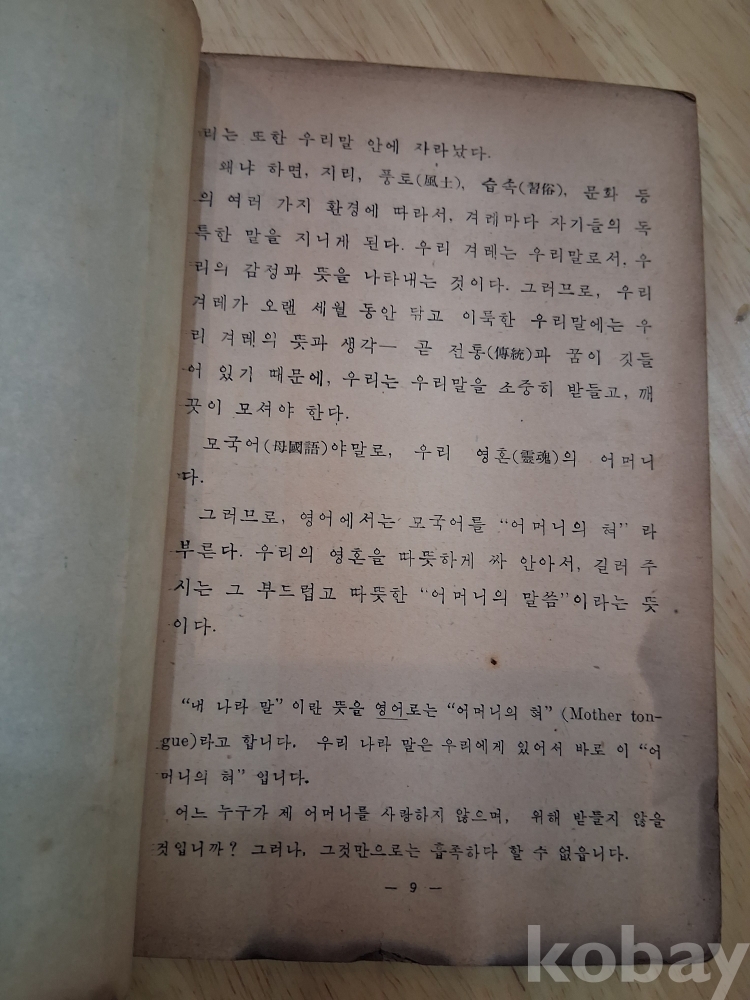 리는 또한 우리말 안에 자라났다.
왜냐 하면, 지리, 풍토(風土), 습속(習俗), 문화 등
의 여러 가지 환경에 따라서, 겨레마다 자기들의 독
특한 말을 지니게 된다. 우리 겨레는 우리말로서, 우
리의 감정과 뜻을 나타내는 것이다. 그러므로, 우리
겨레가 오랜 세월 동안 닦고 이룩한 우리말에는 우
리 겨레의 뜻과 생각— 곧 전통(傳統)과 꿈이 깃들
어 있기 때문에, 우리는 우리말을 소중히 받들고, 깨
끗이 모셔야 한다.
모국어(母國語)야말로, 우리 영혼(靈魂)의 어머니
다.
그러므로, 영어에서는 모국어를 “어머니의 혀” 라
부른다. 우리의 영혼을 따뜻하게 싸 안아서, 길러 주
시는 그 부드럽고 따뜻한 “어머니의 말씀”이라는 뜻
이다.
“내 나라 말” 이란 뜻을 영어로는 “어머니의 혀” (Mother ton-
gue)라고 합니다. 우리 나라 말은 우리에게 있어서 바로 이 “어
머니의 혀” 입니다.
어느 누구가 제 어머니를 사랑하지 않으며, 위해 받들지 않을
것입니까? 그러나, 그것만으로는 흡족하다 할 수 없읍니다.
— 9 —
kobay